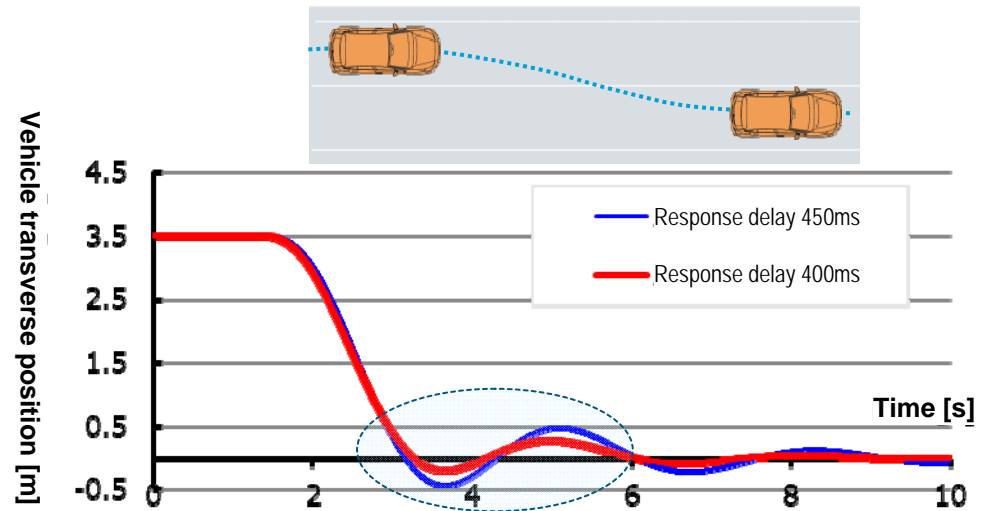 Vehicle transverse position [m]
4.5
Response delay 450ms
3.5
Response delay 400ms
2.5
1.5
Time [s]
0.5
-0.5
0 2 4 6 8 10